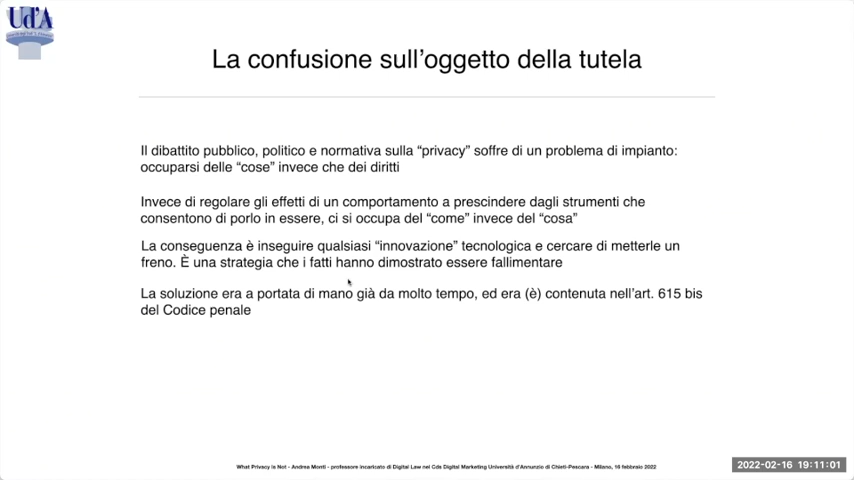 Ud'A
La confusione sull'oggetto della tutela
Il dibattito pubblico, politico e normativa sulla "privacy" soffre di un problema di impianto:
occuparsi delle "cose" invece che dei diritti
Invece di regolare gli effetti di un comportamento a prescindere dagli strumenti che
consentono di porlo in essere, ci si occupa del "come" invece del "cosa"
La conseguenza è inseguire qualsiasi "innovazione" tecnologica e cercare di metterle un
freno. È una strategia che i fatti hanno dimostrato essere fallimentare
La soluzione era a portata di mano già da molto tempo, ed era (è) contenuta nell'art. 615 bis
del Codice penale
What Privacy Is Not - Andrea Monti - professore incaricato di Digital Law nel Cds Digital Marketing Università d'Annunzio di Chieti-Pescara - Milano, 16 febbraio 2022
2022-02-16 19:11:01